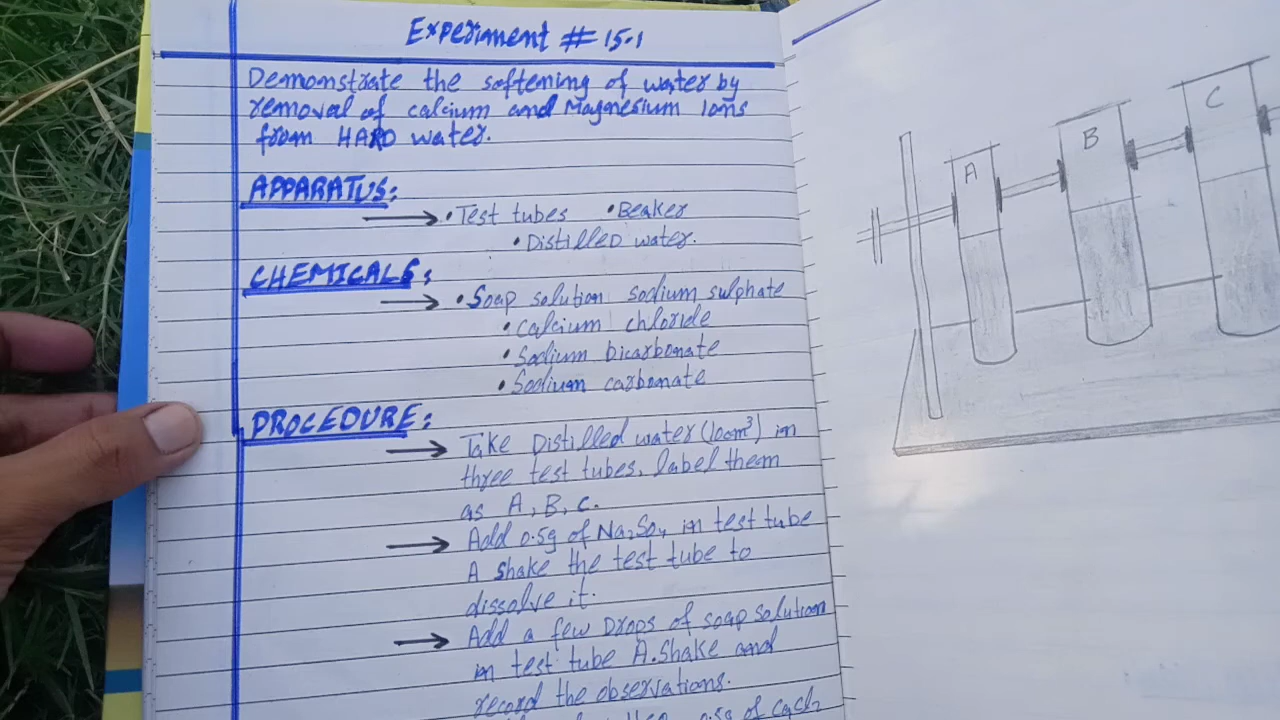 Experiment # 15.1
Demonstrate the softening of water by
removal of calcium and Magnesium Ions
from HARD water.
APPARATUS:
→ • Test tubes • Beaker
• Distilled water.
CHEMICALS:
→ • Soap solution sodium sulphate
• Calcium chloride
• Sodium bicarbonate
• Sodium carbonate
PROCEDURE:
→ Take Distilled water (10cm³) in
three test tubes, label them
as A, B, C.
→ Add 0.5g of Na₂SO₄ in test tube
A shake the test tube to
dissolve it.
→ Add a few Drops of soap solution
in test tube A. Shake and
record the observations.
0.5g of CaCl₂
A
B
C